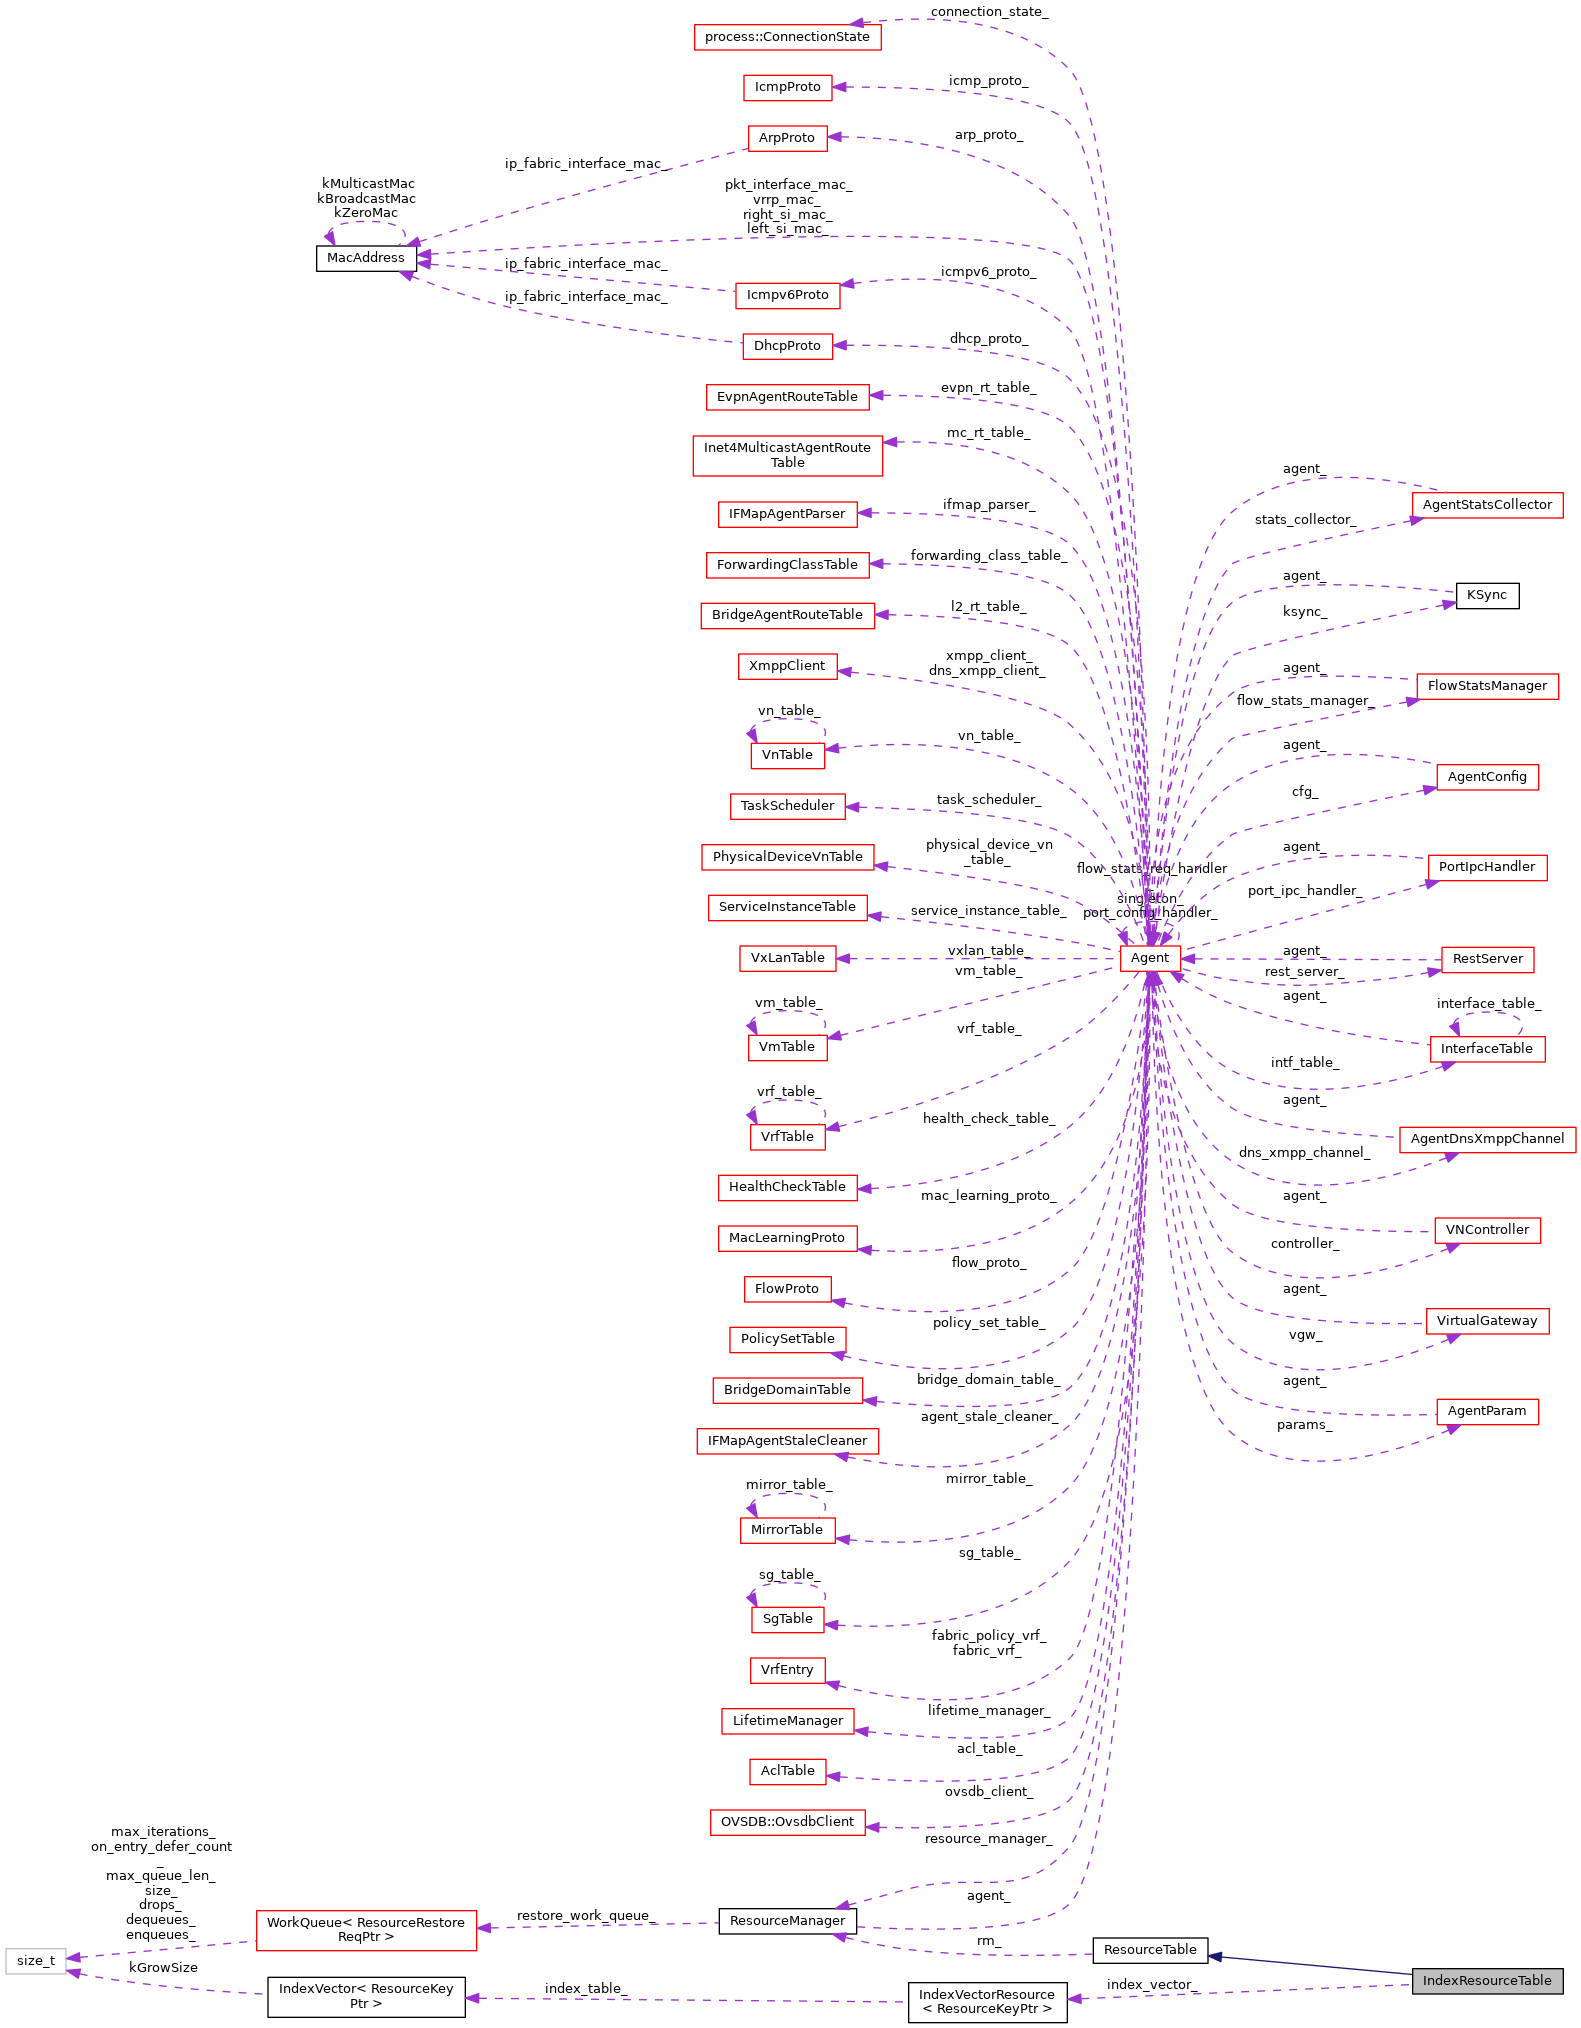 connection_state_
process::ConnectionState
icmp_proto_
IcmpProto
arp_proto_
ArpProto
ip_fabric_interface_mac_
kMulticastMac
kBroadcastMac
kZeroMac
pkt_interface_mac_
vrrp_mac_
right_si_mac_
left_si_mac_
MacAddress
ip_fabric_interface_mac_
icmpv6_proto_
Icmpv6Proto
ip_fabric_interface_mac_
dhcp_proto_
DhcpProto
evpn_rt_table_
EvpnAgentRouteTable
mc_rt_table_
Inet4MulticastAgentRoute
Table
agent_
ifmap_parser_
AgentStatsCollector
IFMapAgentParser
stats_collector_
forwarding_class_table_
ForwardingClassTable
agent_
KSync
l2_rt_table_
ksync_
BridgeAgentRouteTable
xmpp_client_
dns_xmpp_client_
XmppClient
agent_
FlowStatsManager
flow_stats_manager_
vn_table_
vn_table_
VnTable
agent_
AgentConfig
cfg_
task_scheduler_
TaskScheduler
physical_device_vn
_table_
PhysicalDeviceVnTable
agent_
PortIpcHandler
port_ipc_handler_
flow_stats_req_handler
_
singleton_
port_config_handler_
service_instance_table_
ServiceInstanceTable
vxlan_table_
VxLanTable
Agent
agent_
RestServer
rest_server_
vm_table_
agent_
vm_table_
VmTable
interface_table_
InterfaceTable
vrf_table_
intf_table_
vrf_table_
VrfTable
agent_
health_check_table_
AgentDnsXmppChannel
dns_xmpp_channel_
HealthCheckTable
mac_learning_proto_
agent_
MacLearningProto
VNController
controller_
flow_proto_
FlowProto
agent_
policy_set_table_
VirtualGateway
PolicySetTable
vgw_
bridge_domain_table_
BridgeDomainTable
agent_
AgentParam
agent_stale_cleaner_
params_
IFMapAgentStaleCleaner
mirror_table_
mirror_table_
MirrorTable
sg_table_
sg_table_
SgTable
fabric_policy_vrf_
fabric_vrf_
VrfEntry
lifetime_manager_
LifetimeManager
acl_table_
AclTable
ovsdb_client_
OVSDB::OvsdbClient
resource_manager_
max_iterations_
on_entry_defer_count
_
max_queue_len_
size_
drops_
dequeues_
enqueues_
agent_
restore_work_queue_
ResourceManager
WorkQueue< ResourceRestore
ReqPtr >
rm_
ResourceTable
size_t
kGrowSize
IndexVector< ResourceKey
Ptr >
index_table_
IndexVectorResource
< ResourceKeyPtr >
index_vector_
IndexResourceTable